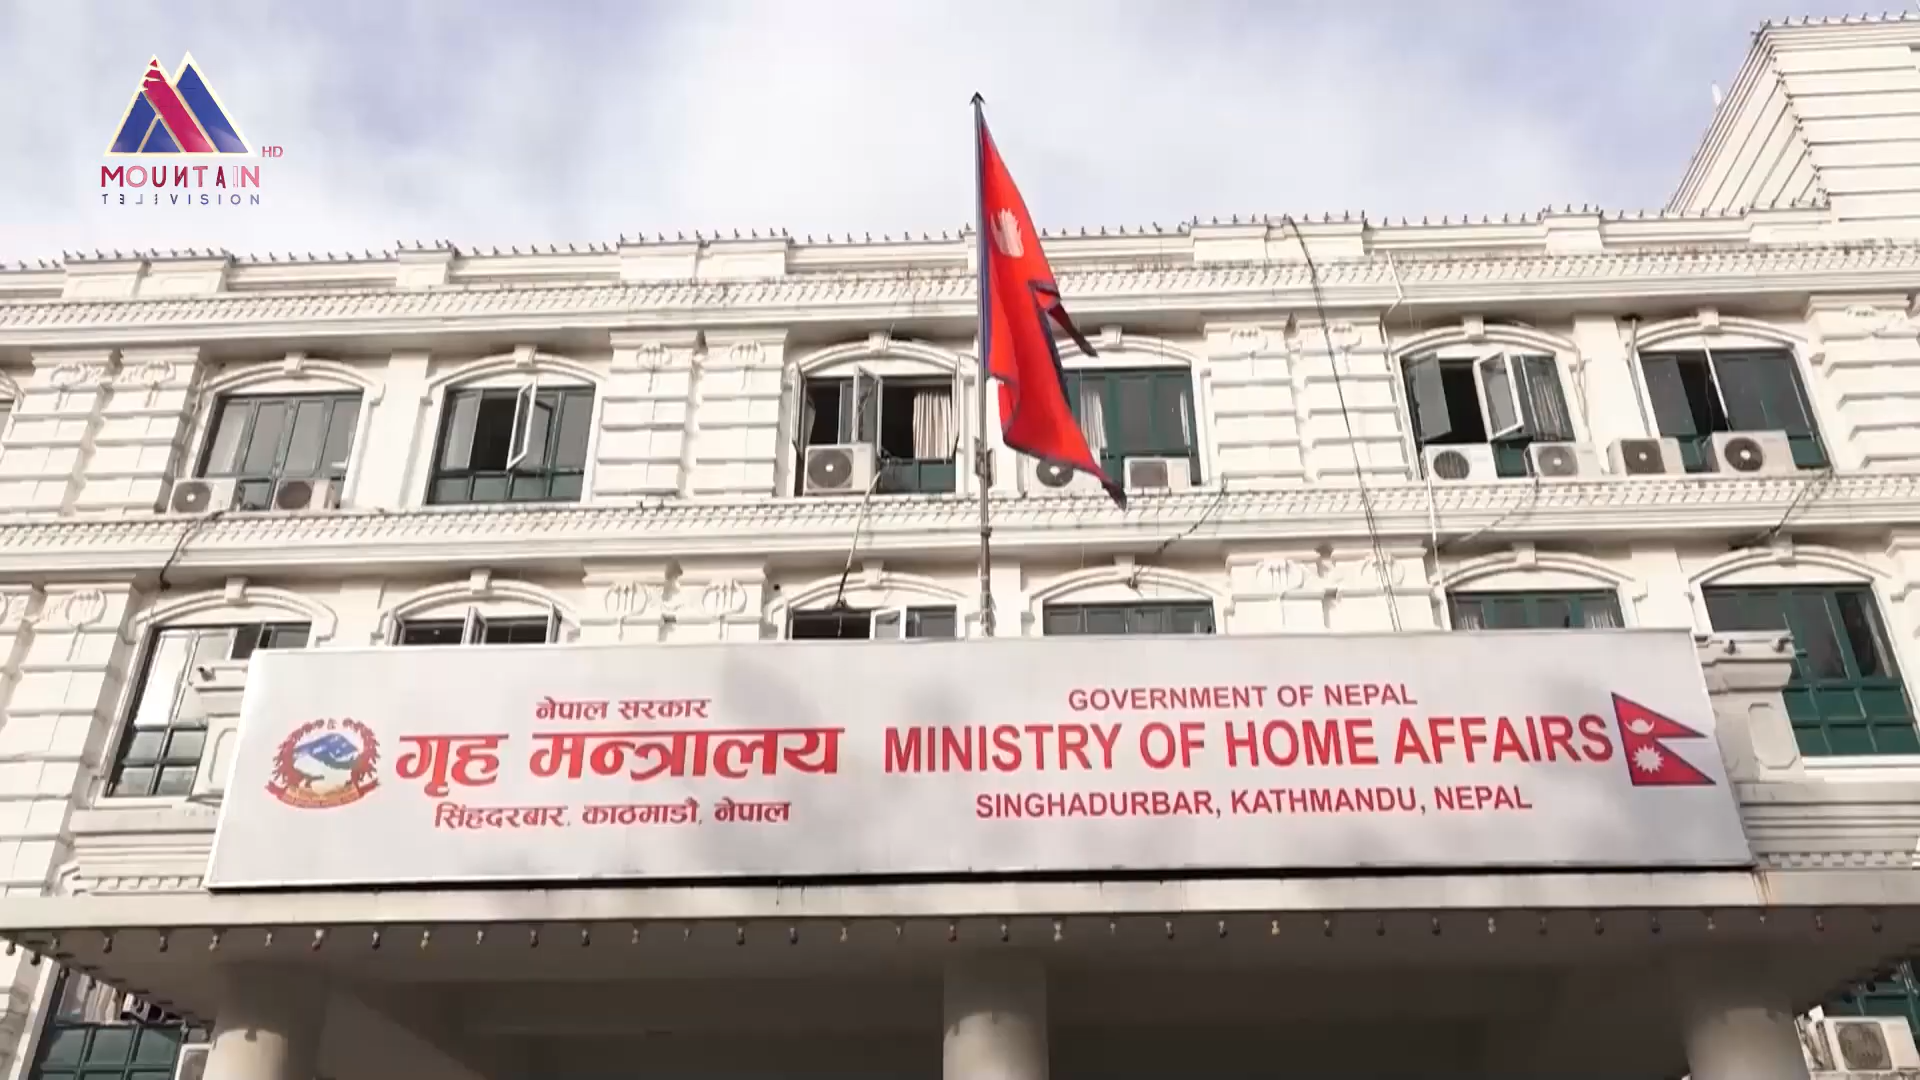 HD
MOUNTAIN
TELEVISION
नेपाल सरकार
गृह मन्त्रालय
सिंहदरबार, काठमाडौं, नेपाल
GOVERNMENT OF NEPAL
MINISTRY OF HOME AFFAIRS
SINGHADURBAR, KATHMANDU, NEPAL